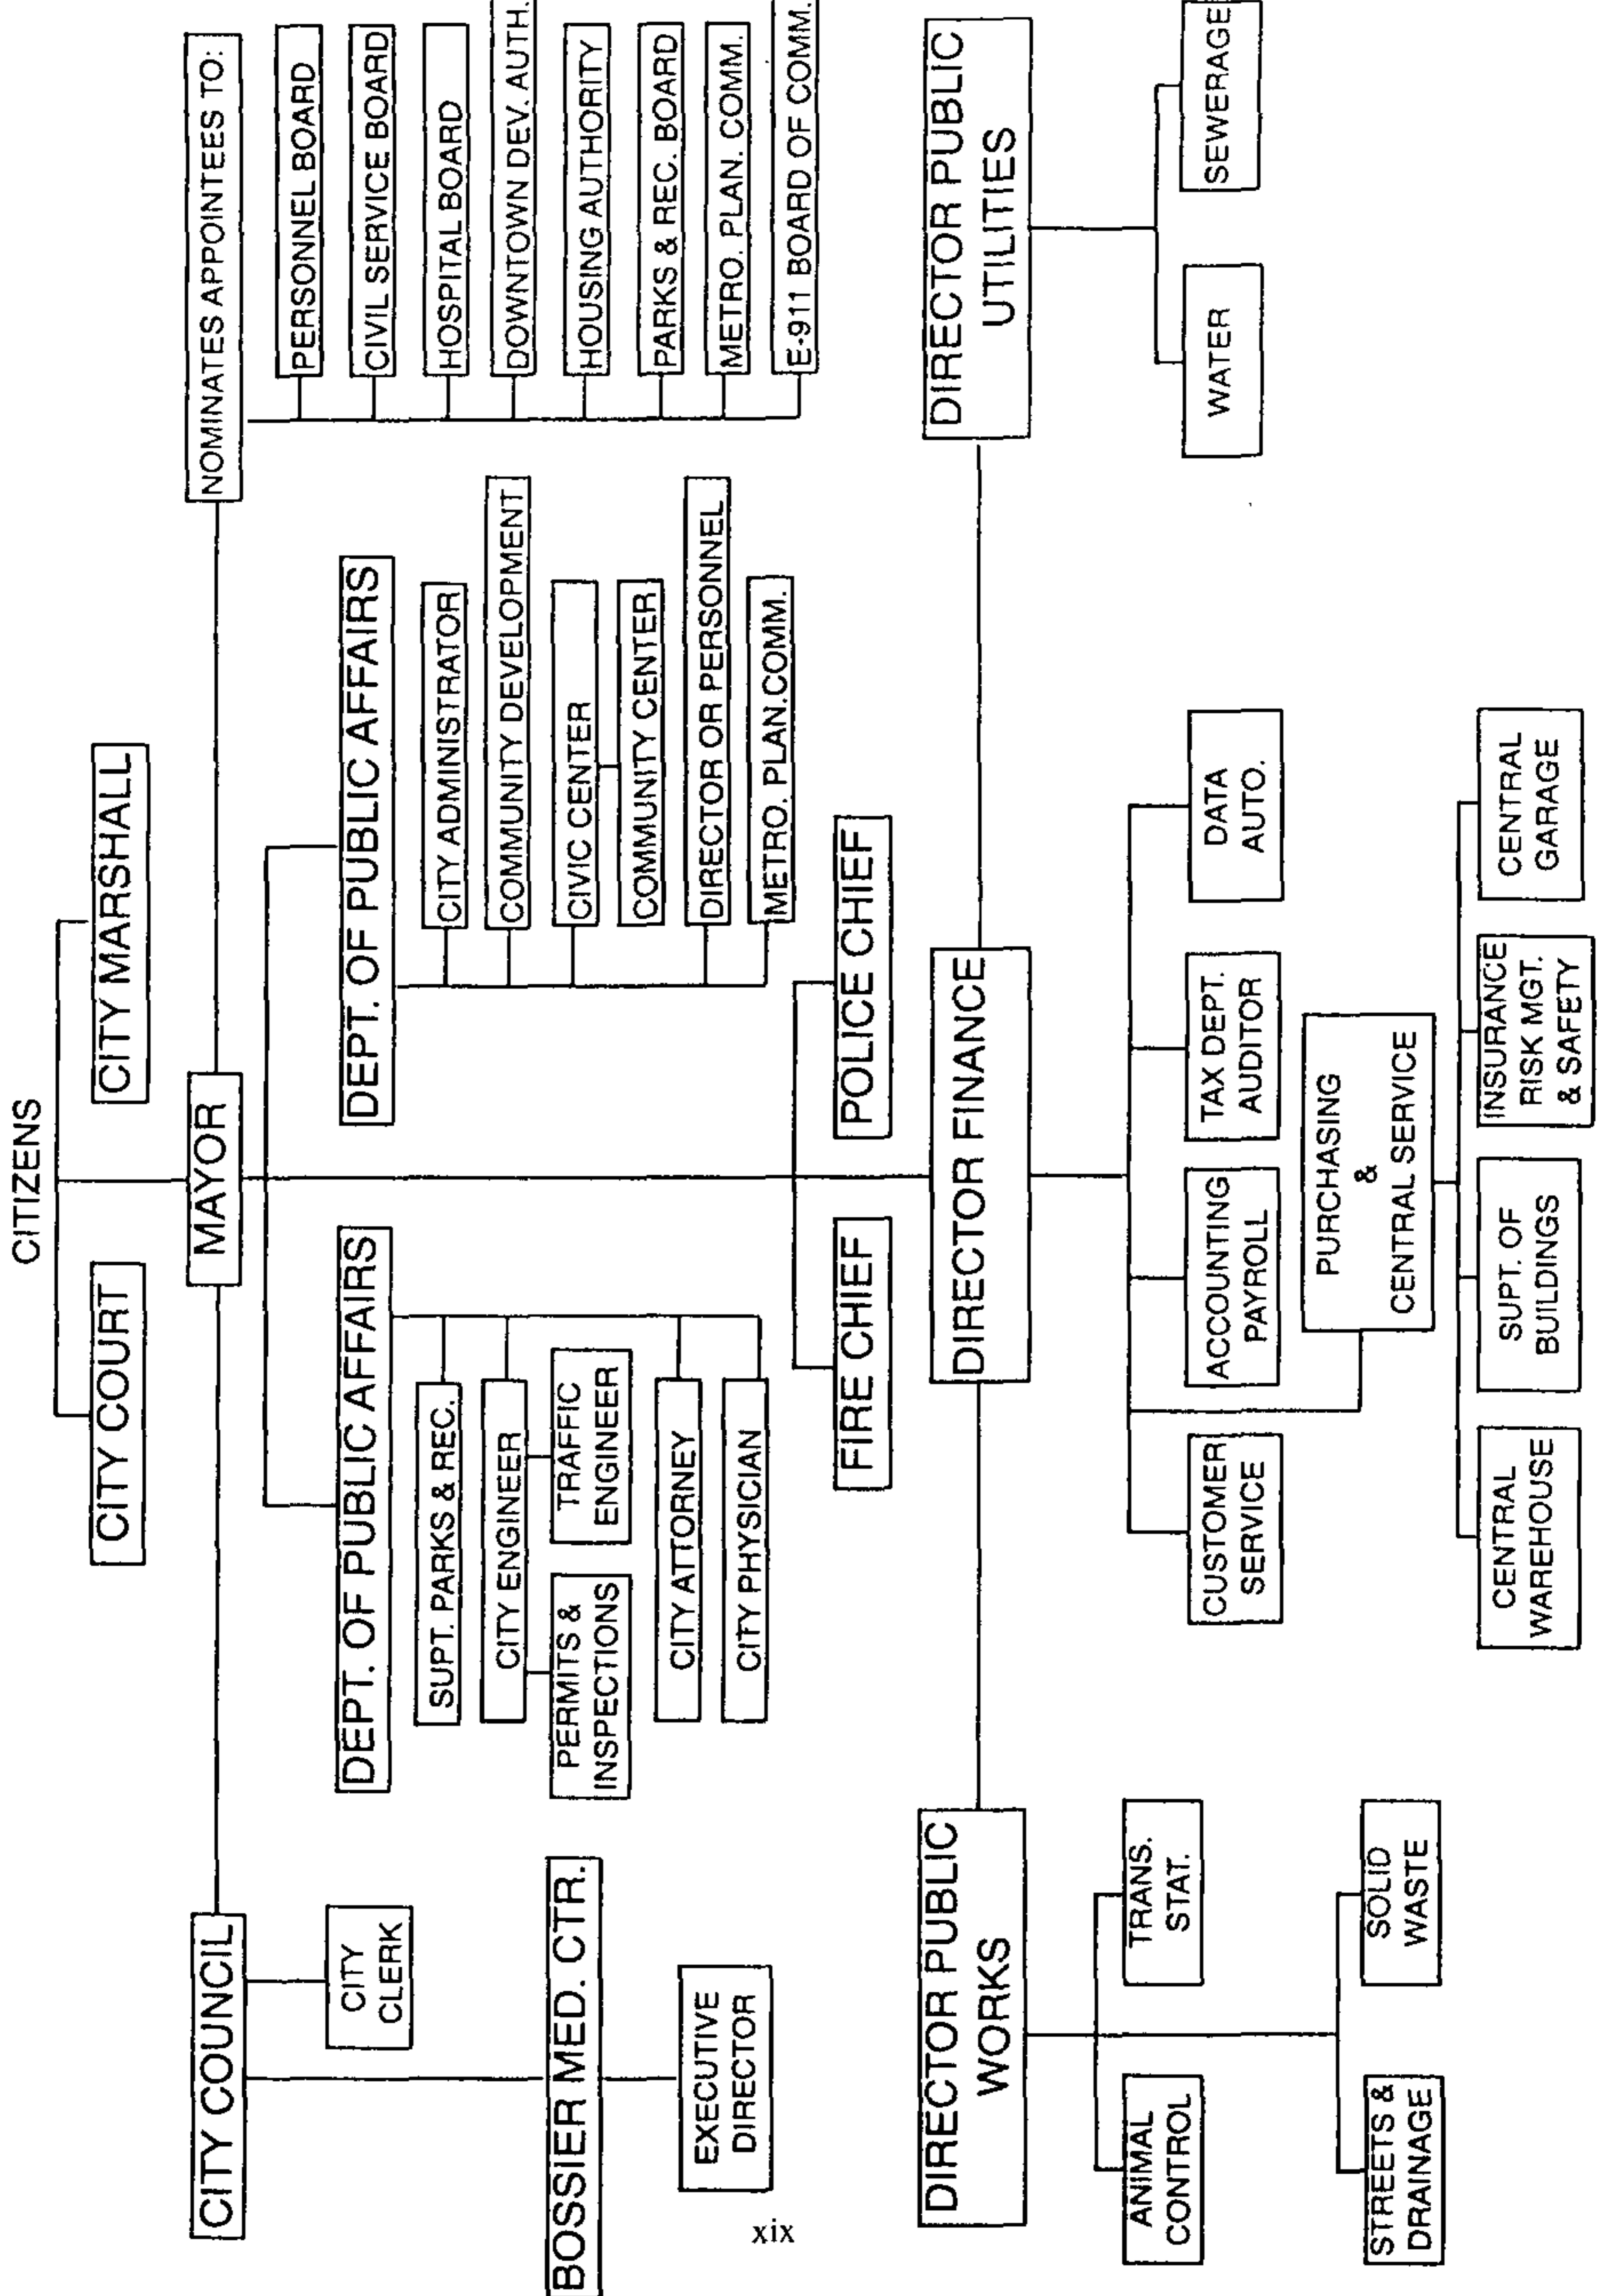 CITIZENS
CITY COURT
CITY MARSHALL
CITY COUNCIL
MAYOR
NOMINATES APPOINTEES TO:
CITY
CLERK
BOSSIER MED. CTR.
EXECUTIVE
DIRECTOR
DEPT. OF PUBLIC AFFAIRS
SUPT. PARKS & REC.
CITY ENGINEER
PERMITS &
INSPECTIONS
TRAFFIC
ENGINEER
CITY ATTORNEY
CITY PHYSICIAN
DEPT. OF PUBLIC AFFAIRS
CITY ADMINISTRATOR
COMMUNITY DEVELOPMENT
CIVIC CENTER
COMMUNITY CENTER
DIRECTOR OR PERSONNEL
METRO. PLAN.COMM.
PERSONNEL BOARD
CIVIL SERVICE BOARD
HOSPITAL BOARD
DOWNTOWN DEV. AUTH.
HOUSING AUTHORITY
PARKS & REC. BOARD
METRO. PLAN. COMM.
E-911 BOARD OF COMM.
FIRE CHIEF
POLICE CHIEF
DIRECTOR PUBLIC
WORKS
DIRECTOR FINANCE
DIRECTOR PUBLIC
UTILITIES
ANIMAL
CONTROL
TRANS.
STAT.
STREETS &
DRAINAGE
SOLID
WASTE
CUSTOMER
SERVICE
ACCOUNTING
PAYROLL
TAX DEPT.
AUDITOR
DATA
AUTO.
PURCHASING
&
CENTRAL SERVICE
CENTRAL
WAREHOUSE
SUPT. OF
BUILDINGS
INSURANCE
RISK MGT.
& SAFETY
CENTRAL
GARAGE
WATER
SEWERAGE
xix